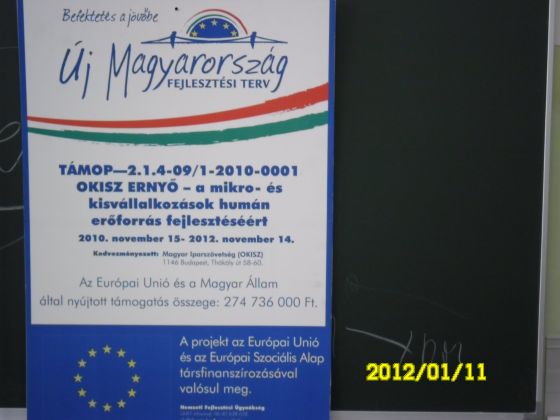 Befektetés a jövőbe
Új Magyarország
FEJLESZTÉSI TERV
TÁMOP—2.1.4-09/1-2010-0001
OKISZ ERNYŐ – a mikro- és
kisvállalkozások humán
erőforrás fejlesztéséért
2010. november 15- 2012. november 14.
Kedvezményezett: Magyar Iparszövetség (OKISZ)
1146 Budapest, Thököly út 58-60.
Az Európai Unió és a Magyar Állam
által nyújtott támogatás összege: 274 736 000 Ft.
A projekt az Európai Unió
és az Európai Szociális Alap
társfinanszírozásával
valósul meg.
Nemzeti Fejlesztési Ügynökség
2012/01/11